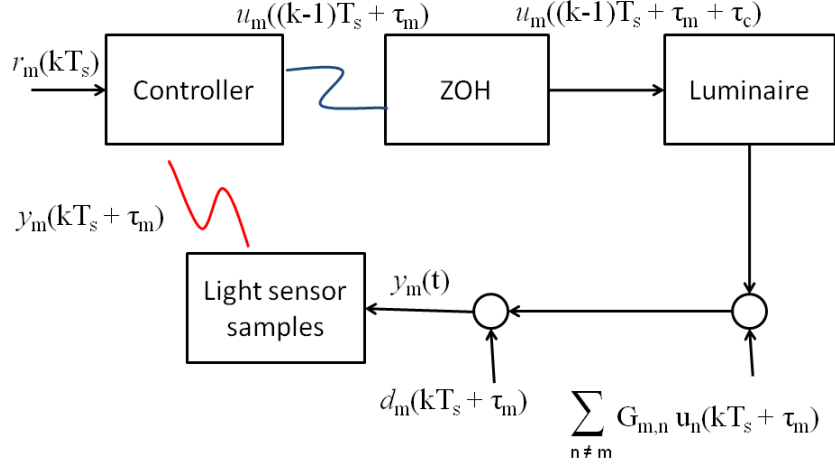 u_m((k-1)T_s + τ_m)
u_m((k-1)T_s + τ_m + τ_c)
r_m(kT_s)
Controller
ZOH
Luminaire
y_m(kT_s + τ_m)
Light sensor
samples
y_m(t)
d_m(kT_s + τ_m)
∑ G_{m,n} u_n(kT_s + τ_m)
n ≠ m